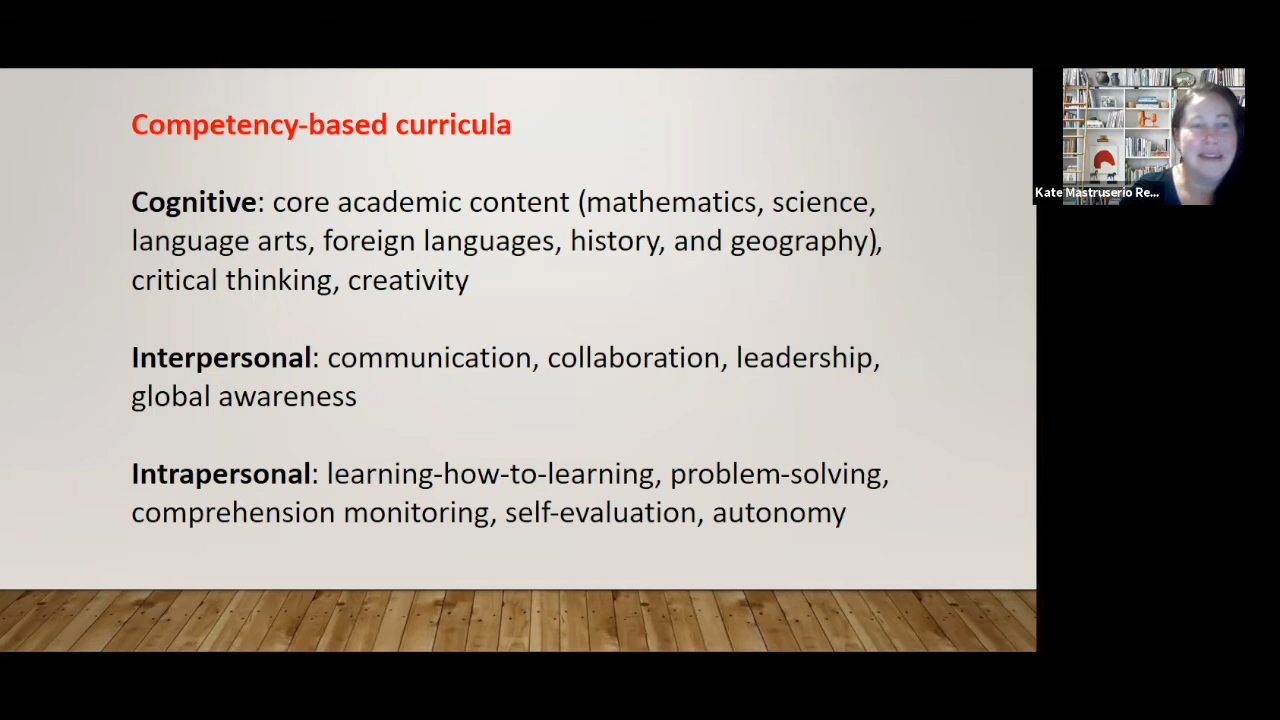 Competency-based curricula
Cognitive: core academic content (mathematics, science,
language arts, foreign languages, history, and geography),
critical thinking, creativity
Interpersonal: communication, collaboration, leadership,
global awareness
Intrapersonal: learning-how-to-learning, problem-solving,
comprehension monitoring, self-evaluation, autonomy
Kate Mastruserio Re...